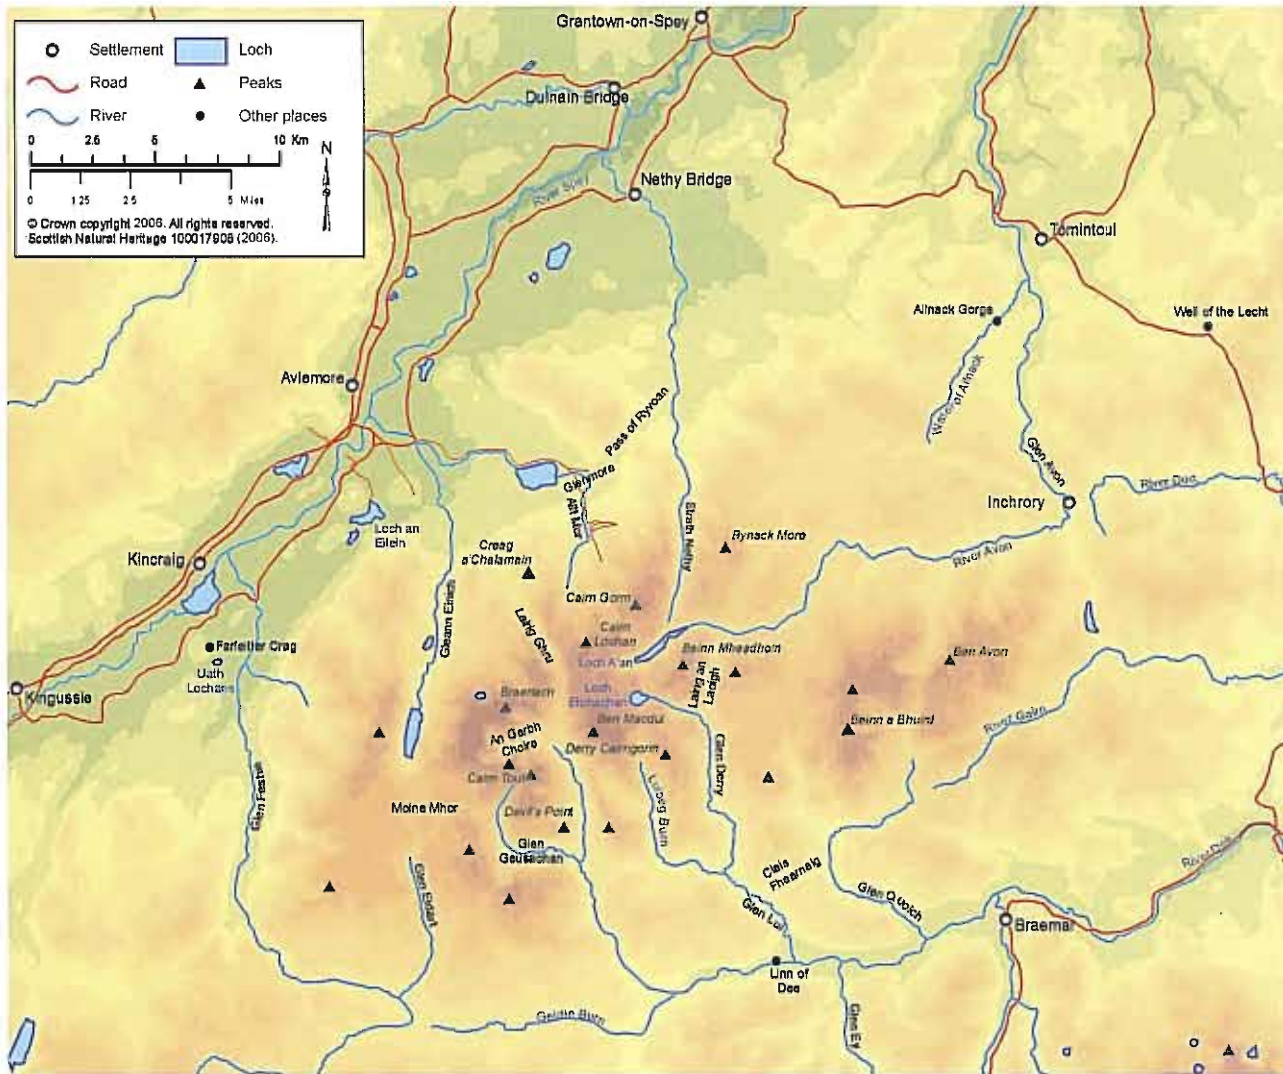 Settlement
Loch
Road
Peaks
River
Other places
0 2.5 5 10 Km
0 1.25 2.5 5 Miles
N
© Crown copyright 2006. All rights reserved.
Scottish Natural Heritage 100017908 (2006).
Grantown-on-Spey
Dulnain Bridge
Nethy Bridge
River Spey
Tomintoul
Ailnack Gorge
Well of the Lecht
Water of Ailnack
Aviemore
Pass of Ryvoan
Glen Avon
Glenmore
Allt Mor
Inchrory
River Don
Loch an
Eilein
Strath Nethy
Bynack More
River Avon
Kincraig
Creag
a'Chalamain
Gleann Einich
Cairn Gorm
Lairig Ghru
Cairn
Lochan
Farleitter Crag
Uath
Lochans
Loch A'an
Beinn Mheadhoin
Lairig an
Laoigh
Ben Avon
Kingussie
Braeriach
Loch
Etchachan
River Gairn
An Garbh
Choire
Ben Macdui
Derry Cairngorm
Beinn a Bhuird
Glen Derry
Cairn Toul
Glen Feshie
Moine Mhor
Devil's Point
Luibeg Burn
Glen
Geusachan
River Dee
Clais
Fhearnaig
Glen Eidart
Glen Quoich
Glen Lui
Braemar
Linn of
Dee
Geldie Burn
Glen Ey